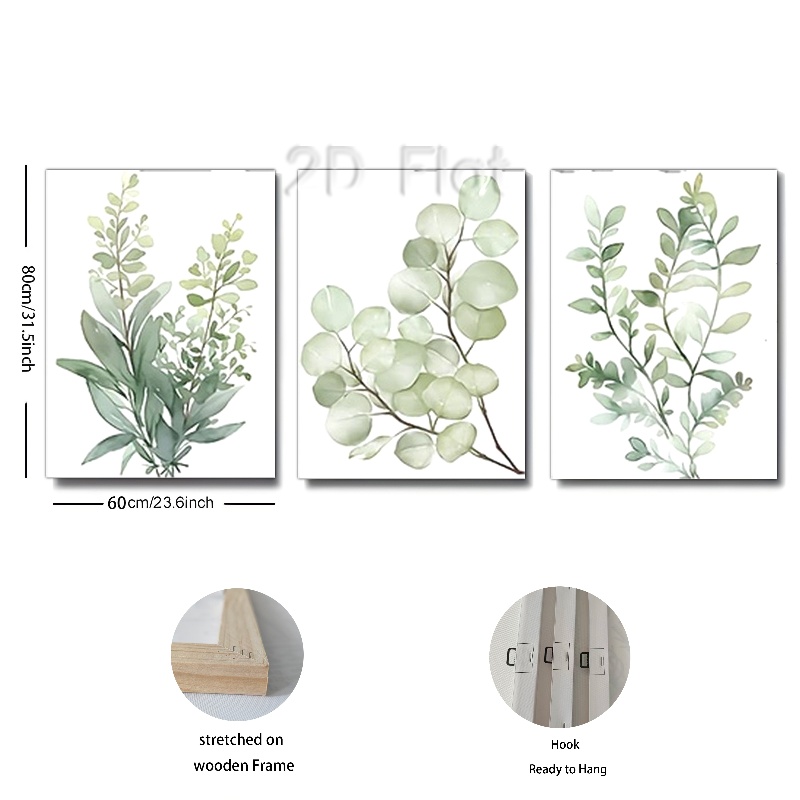 2D Flat
80cm/31.5inch
60cm/23.6inch
stretched on
wooden Frame
Hook
Ready to Hang